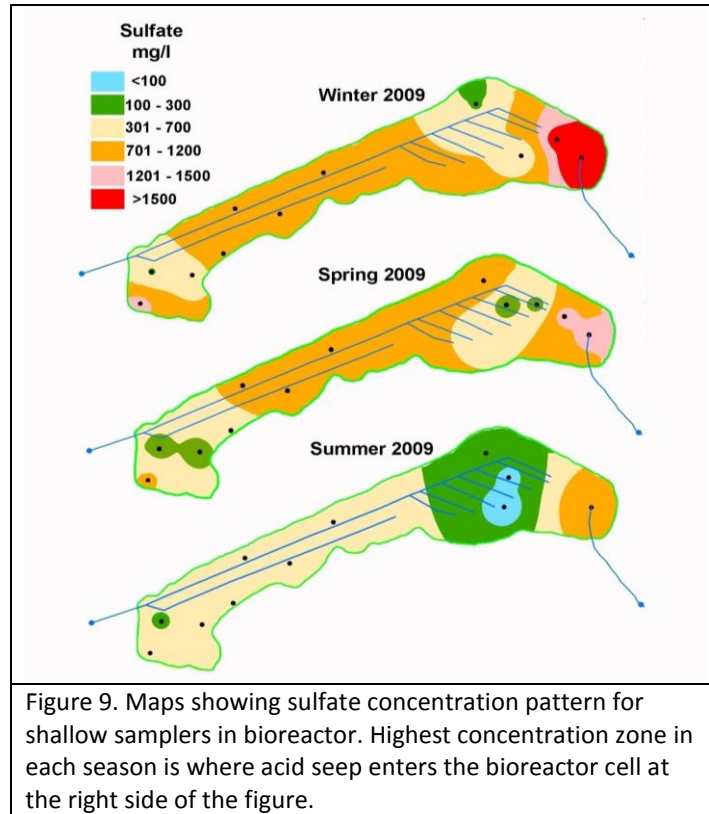 Sulfate
mg/l
<100
100 - 300
301 - 700
701 - 1200
1201 - 1500
>1500
Winter 2009
Spring 2009
Summer 2009
Figure 9. Maps showing sulfate concentration pattern for
shallow samplers in bioreactor. Highest concentration zone in
each season is where acid seep enters the bioreactor cell at
the right side of the figure.